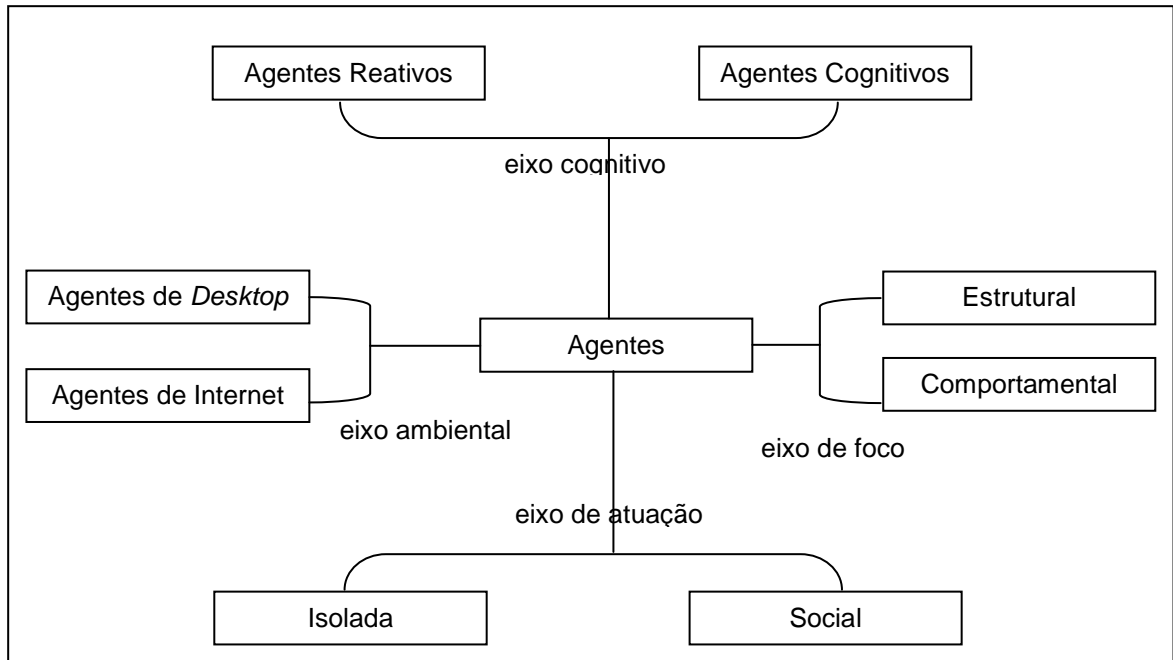 Agentes Reativos
Agentes Cognitivos
eixo cognitivo
Agentes de Desktop
Estrutural
Agentes
Agentes de Internet
Comportamental
eixo ambiental
eixo de foco
eixo de atuação
Isolada
Social